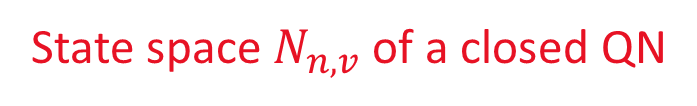 State space $N_{n,v}$ of a closed QN